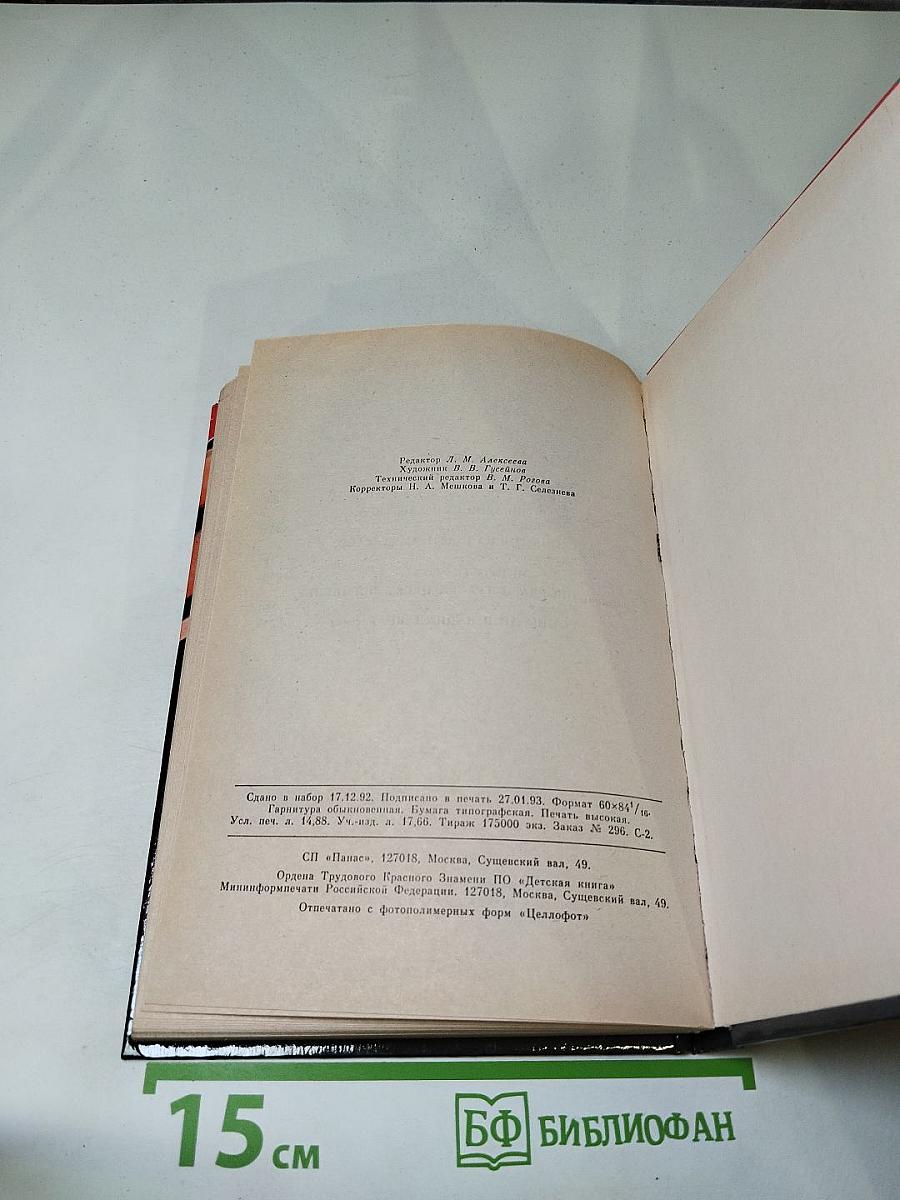 Редактор Л. М. Алексеева
Художник В. В. Гусейнов
Технический редактор В. М. Рогова
Корректоры Н. А. Мешкова и Т. Г. Селезнева
Сдано в набор 17.12.92. Подписано в печать 27.01.93. Формат 60×84¹/₁₆.
Гарнитура обыкновенная. Бумага типографская. Печать высокая.
Усл. печ. л. 14,88. Уч.-изд. л. 17,66. Тираж 175000 экз. Заказ № 296. С-2.
СП «Панас», 127018, Москва, Сущевский вал, 49.
Ордена Трудового Красного Знамени ПО «Детская книга»
Мининформпечати Российской Федерации. 127018, Москва, Сущевский вал, 49.
Отпечатано с фотополимерных форм «Целлофот»
15 см
БФ БИБЛИОФАН